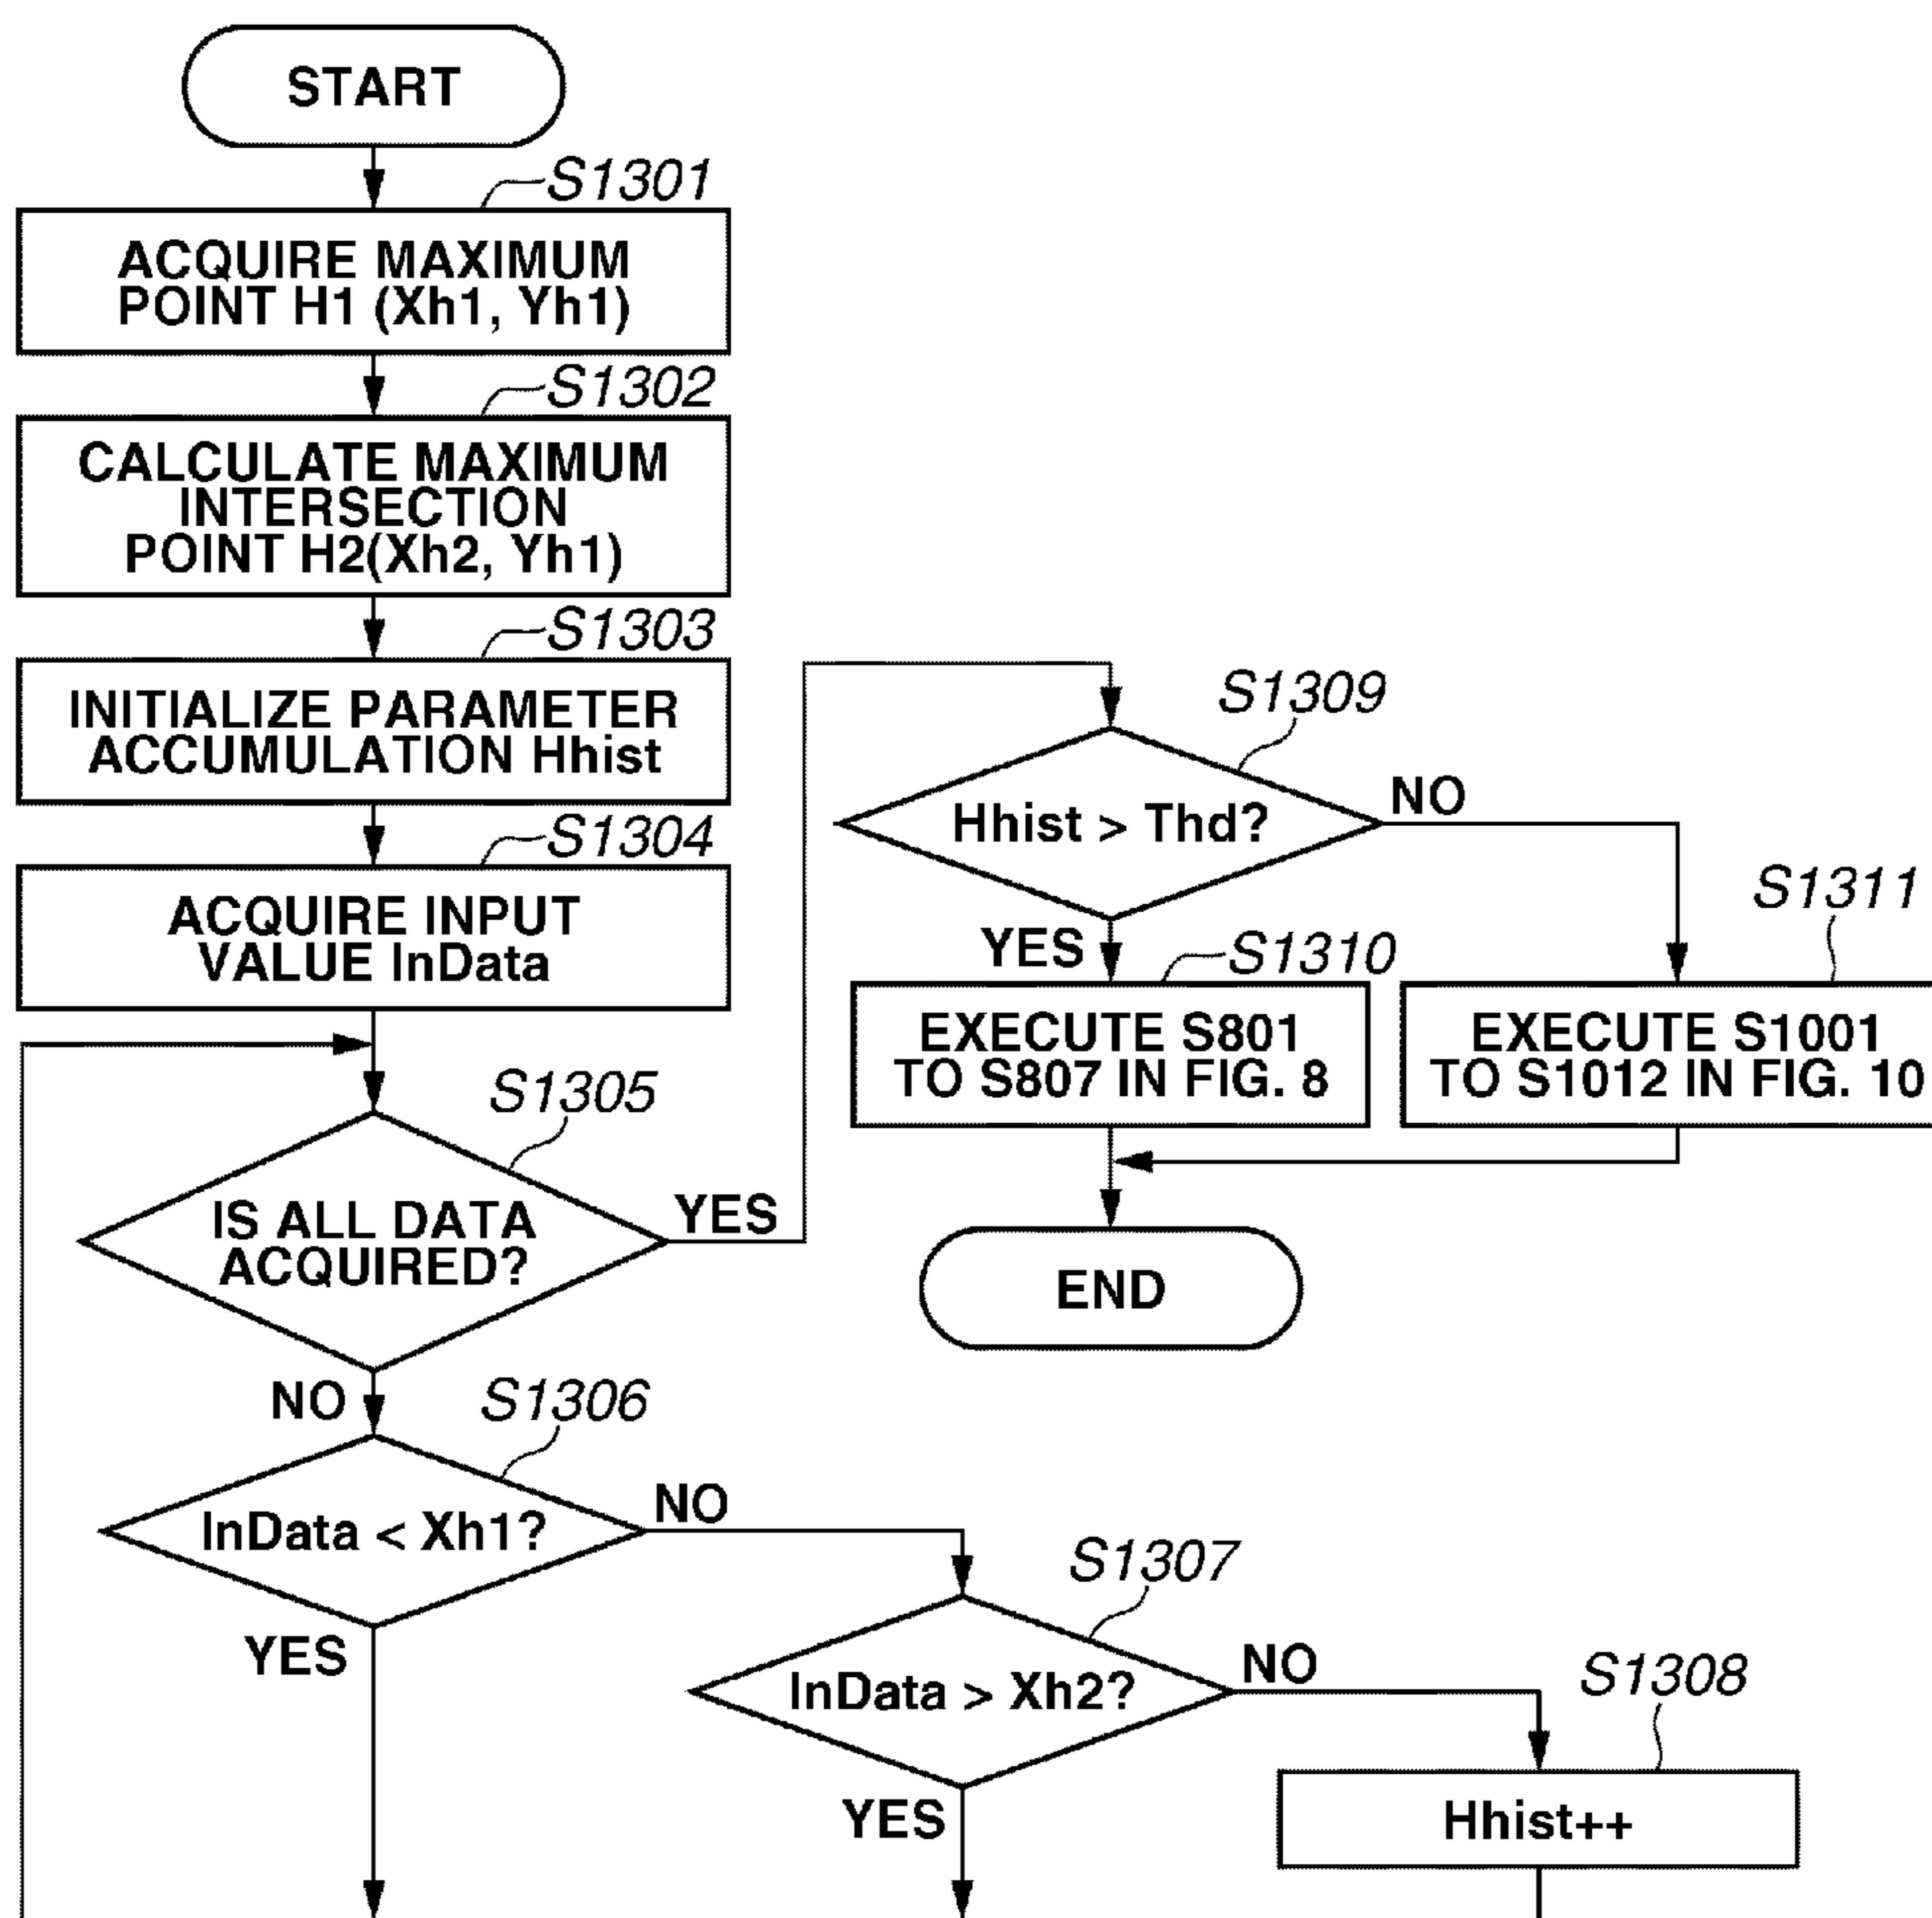 START
S1301
ACQUIRE MAXIMUM
POINT H1 (Xh1, Yh1)
S1302
CALCULATE MAXIMUM
INTERSECTION
POINT H2(Xh2, Yh1)
S1303
INITIALIZE PARAMETER
ACCUMULATION Hhist
S1304
ACQUIRE INPUT
VALUE InData
S1305
IS ALL DATA
ACQUIRED?
YES
NO
S1306
InData < Xh1?
NO
YES
S1307
InData > Xh2?
NO
YES
S1308
Hhist++
S1309
Hhist > Thd?
NO
YES
S1310
EXECUTE S801
TO S807 IN FIG. 8
S1311
EXECUTE S1001
TO S1012 IN FIG. 10
END